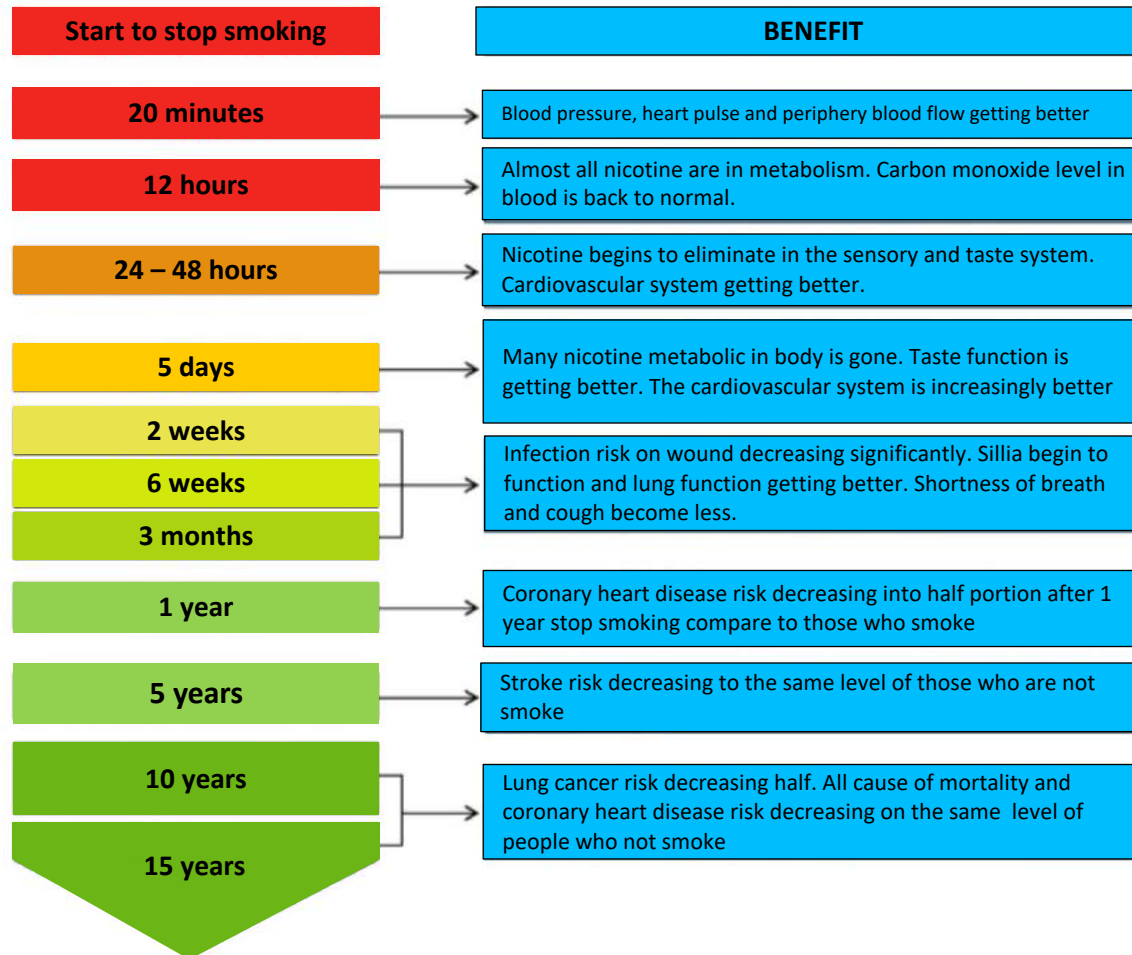 Start to stop smoking
BENEFIT
20 minutes
Blood pressure, heart pulse and periphery blood flow getting better
12 hours
Almost all nicotine are in metabolism. Carbon monoxide level in
blood is back to normal.
24 – 48 hours
Nicotine begins to eliminate in the sensory and taste system.
Cardiovascular system getting better.
5 days
Many nicotine metabolic in body is gone. Taste function is
getting better. The cardiovascular system is increasingly better
2 weeks
6 weeks
3 months
Infection risk on wound decreasing significantly. Sillia begin to
function and lung function getting better. Shortness of breath
and cough become less.
1 year
Coronary heart disease risk decreasing into half portion after 1
year stop smoking compare to those who smoke
5 years
Stroke risk decreasing to the same level of those who are not
smoke
10 years
15 years
Lung cancer risk decreasing half. All cause of mortality and
coronary heart disease risk decreasing on the same level of
people who not smoke